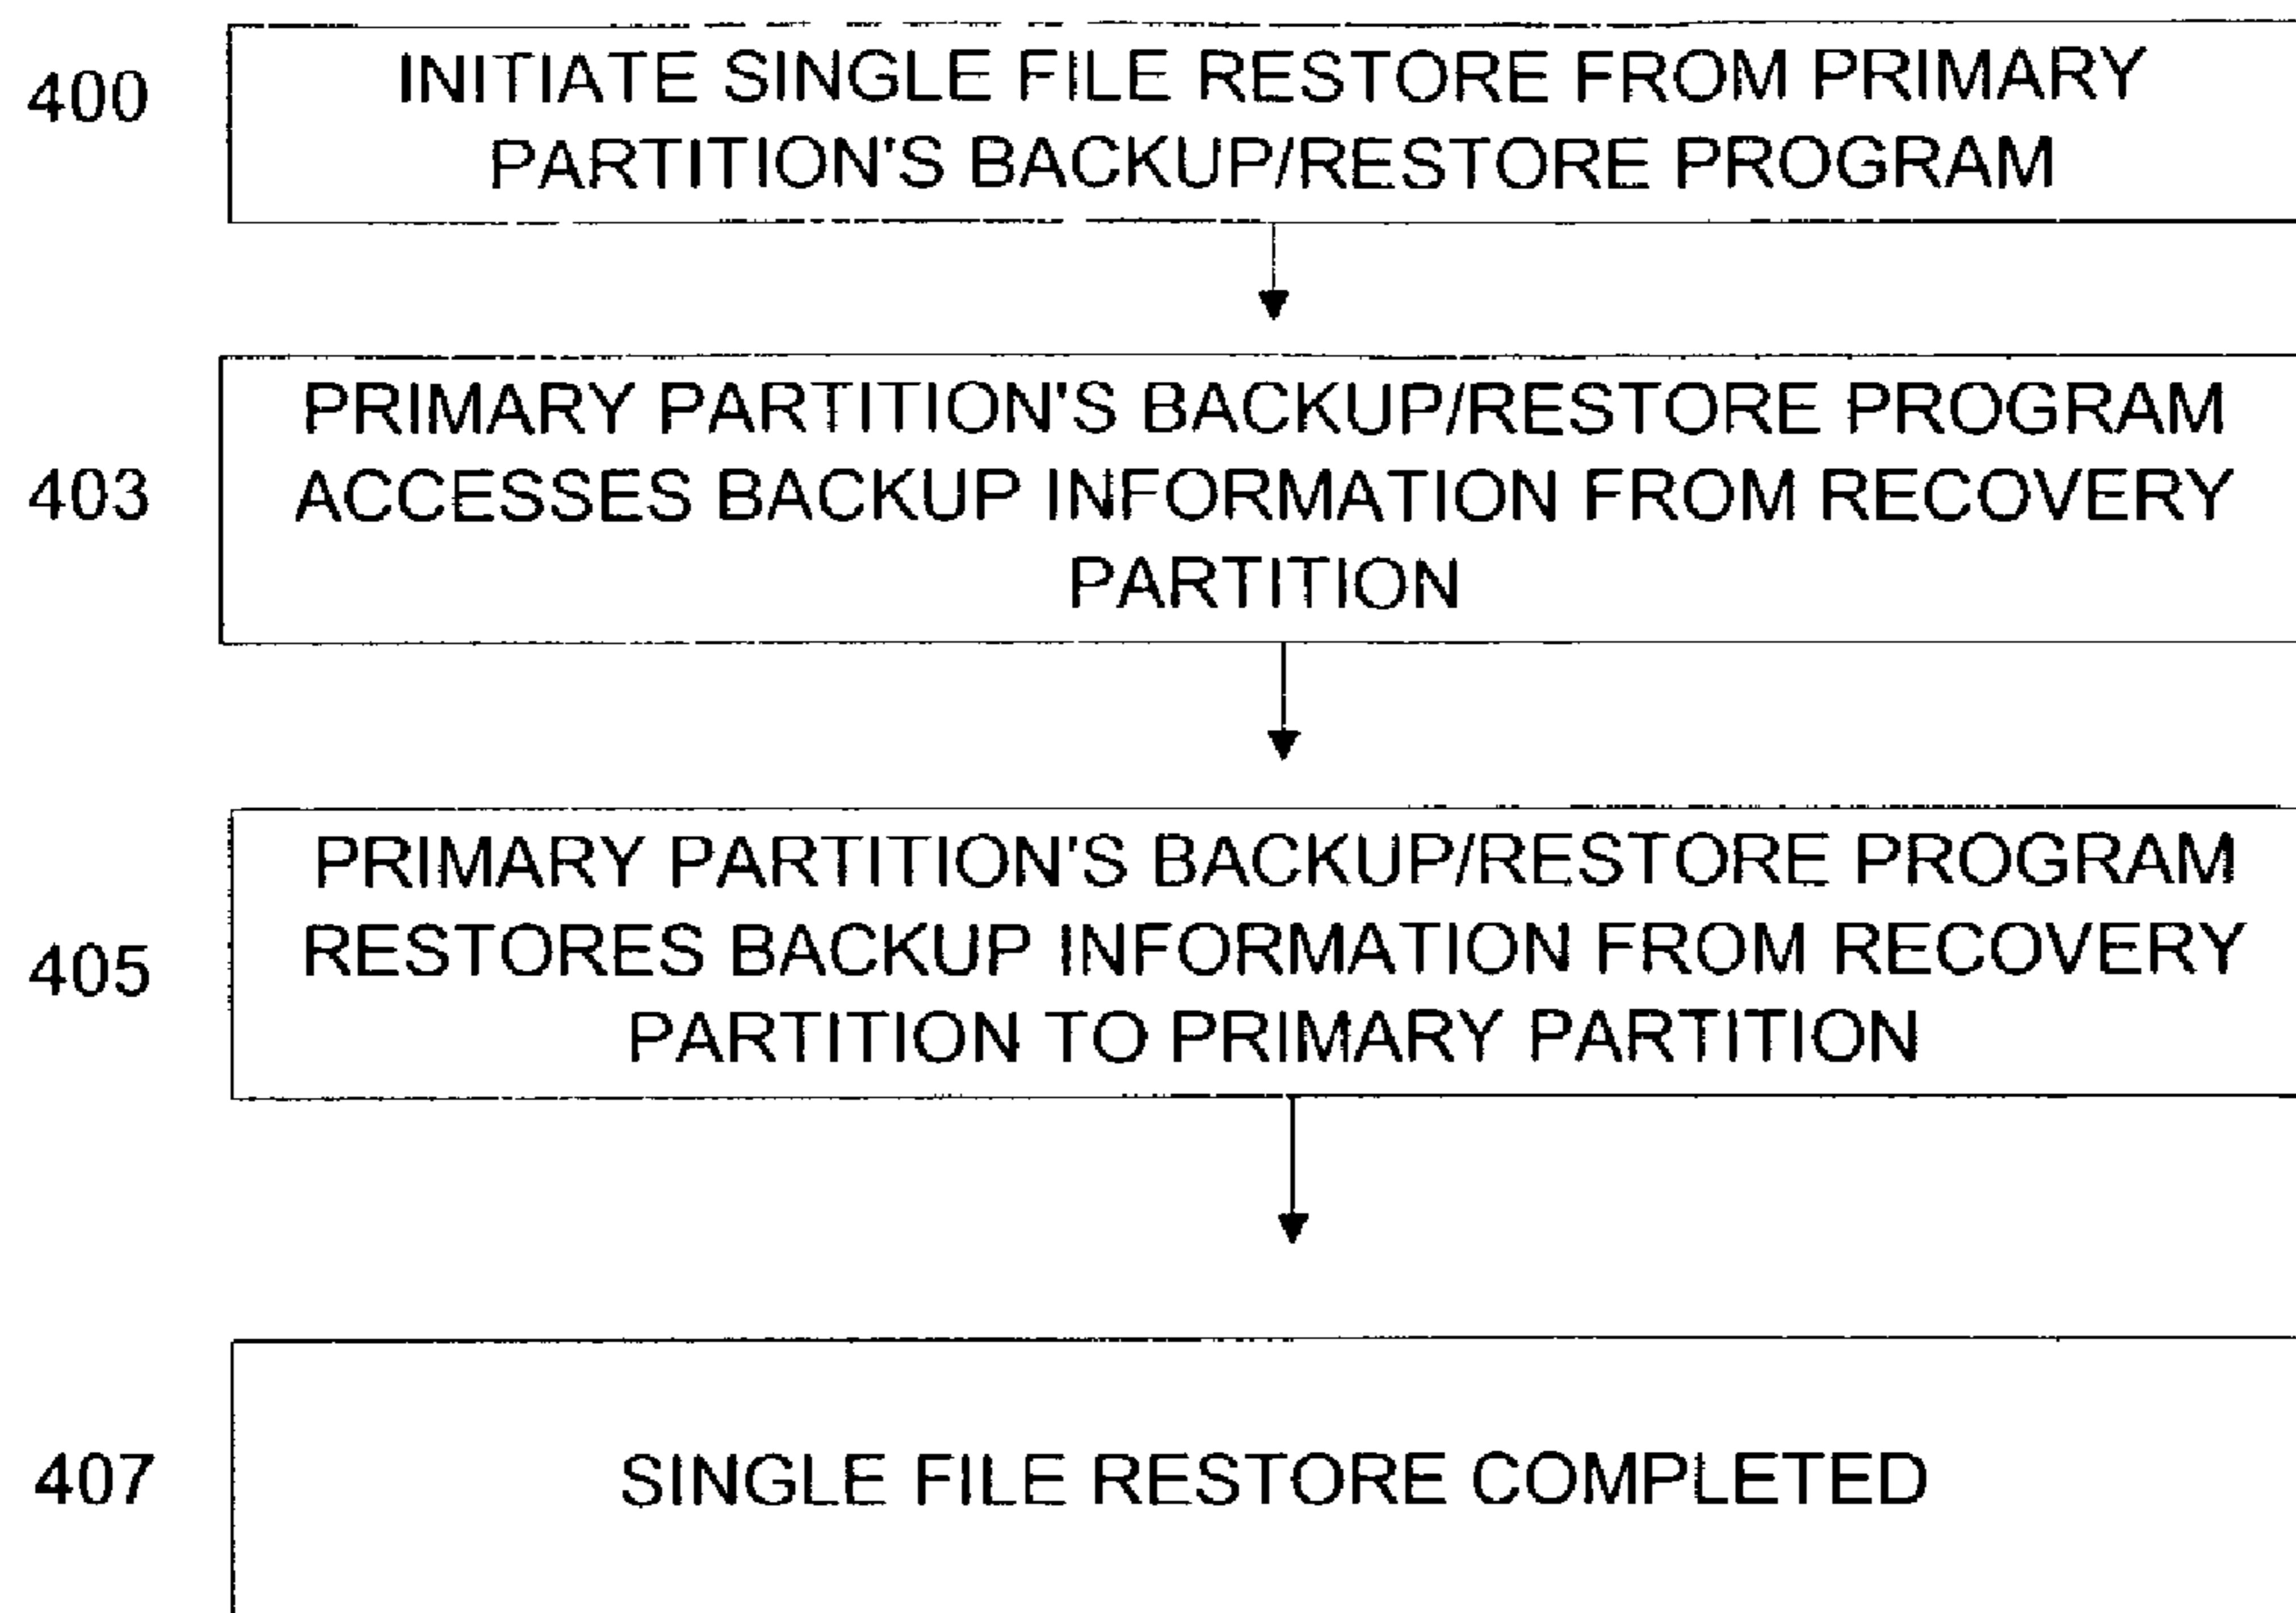 400
INITIATE SINGLE FILE RESTORE FROM PRIMARY
PARTITION'S BACKUP/RESTORE PROGRAM
403
PRIMARY PARTITION'S BACKUP/RESTORE PROGRAM
ACCESSES BACKUP INFORMATION FROM RECOVERY
PARTITION
405
PRIMARY PARTITION'S BACKUP/RESTORE PROGRAM
RESTORES BACKUP INFORMATION FROM RECOVERY
PARTITION TO PRIMARY PARTITION
407
SINGLE FILE RESTORE COMPLETED